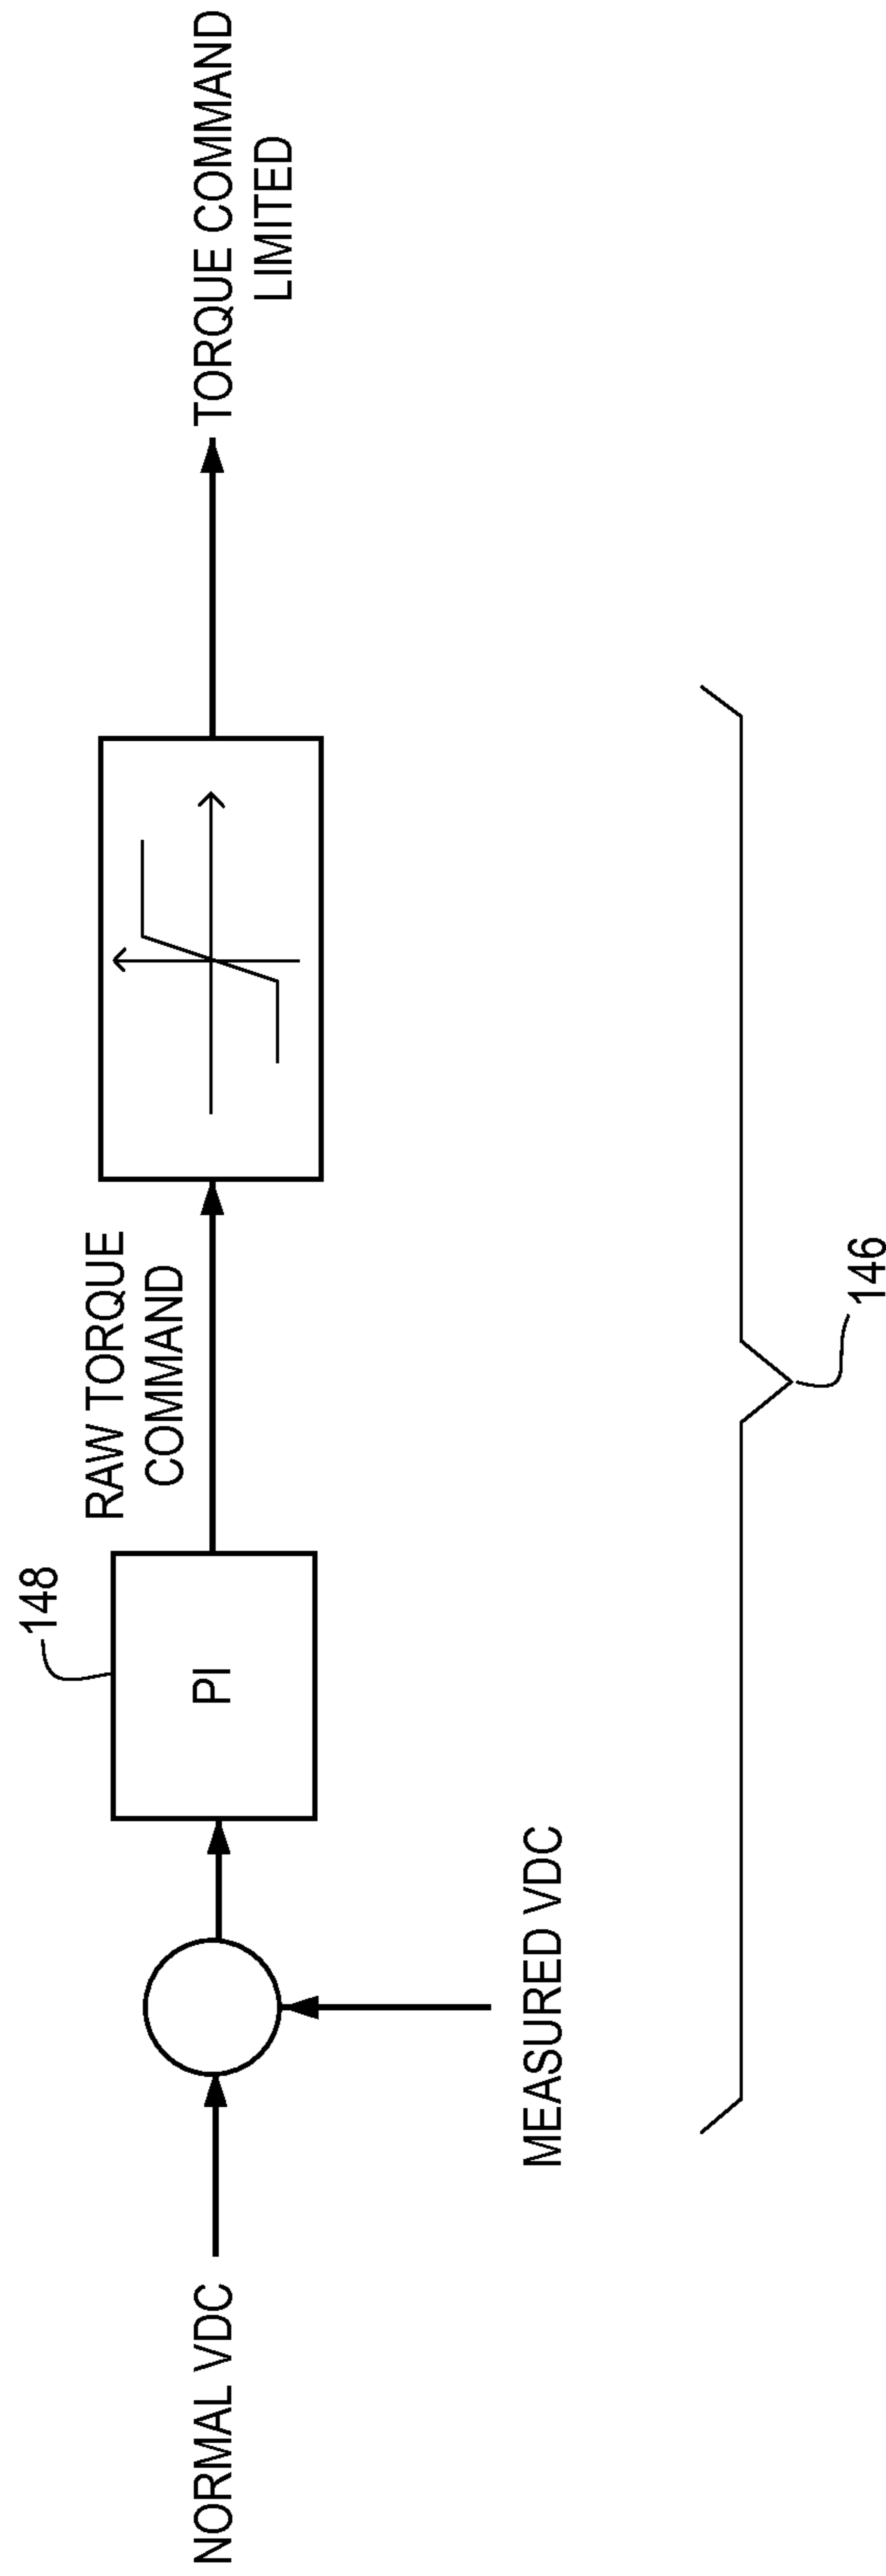 NORMAL VDC
MEASURED VDC
148
PI
RAW TORQUE
COMMAND
TORQUE COMMAND
LIMITED
146